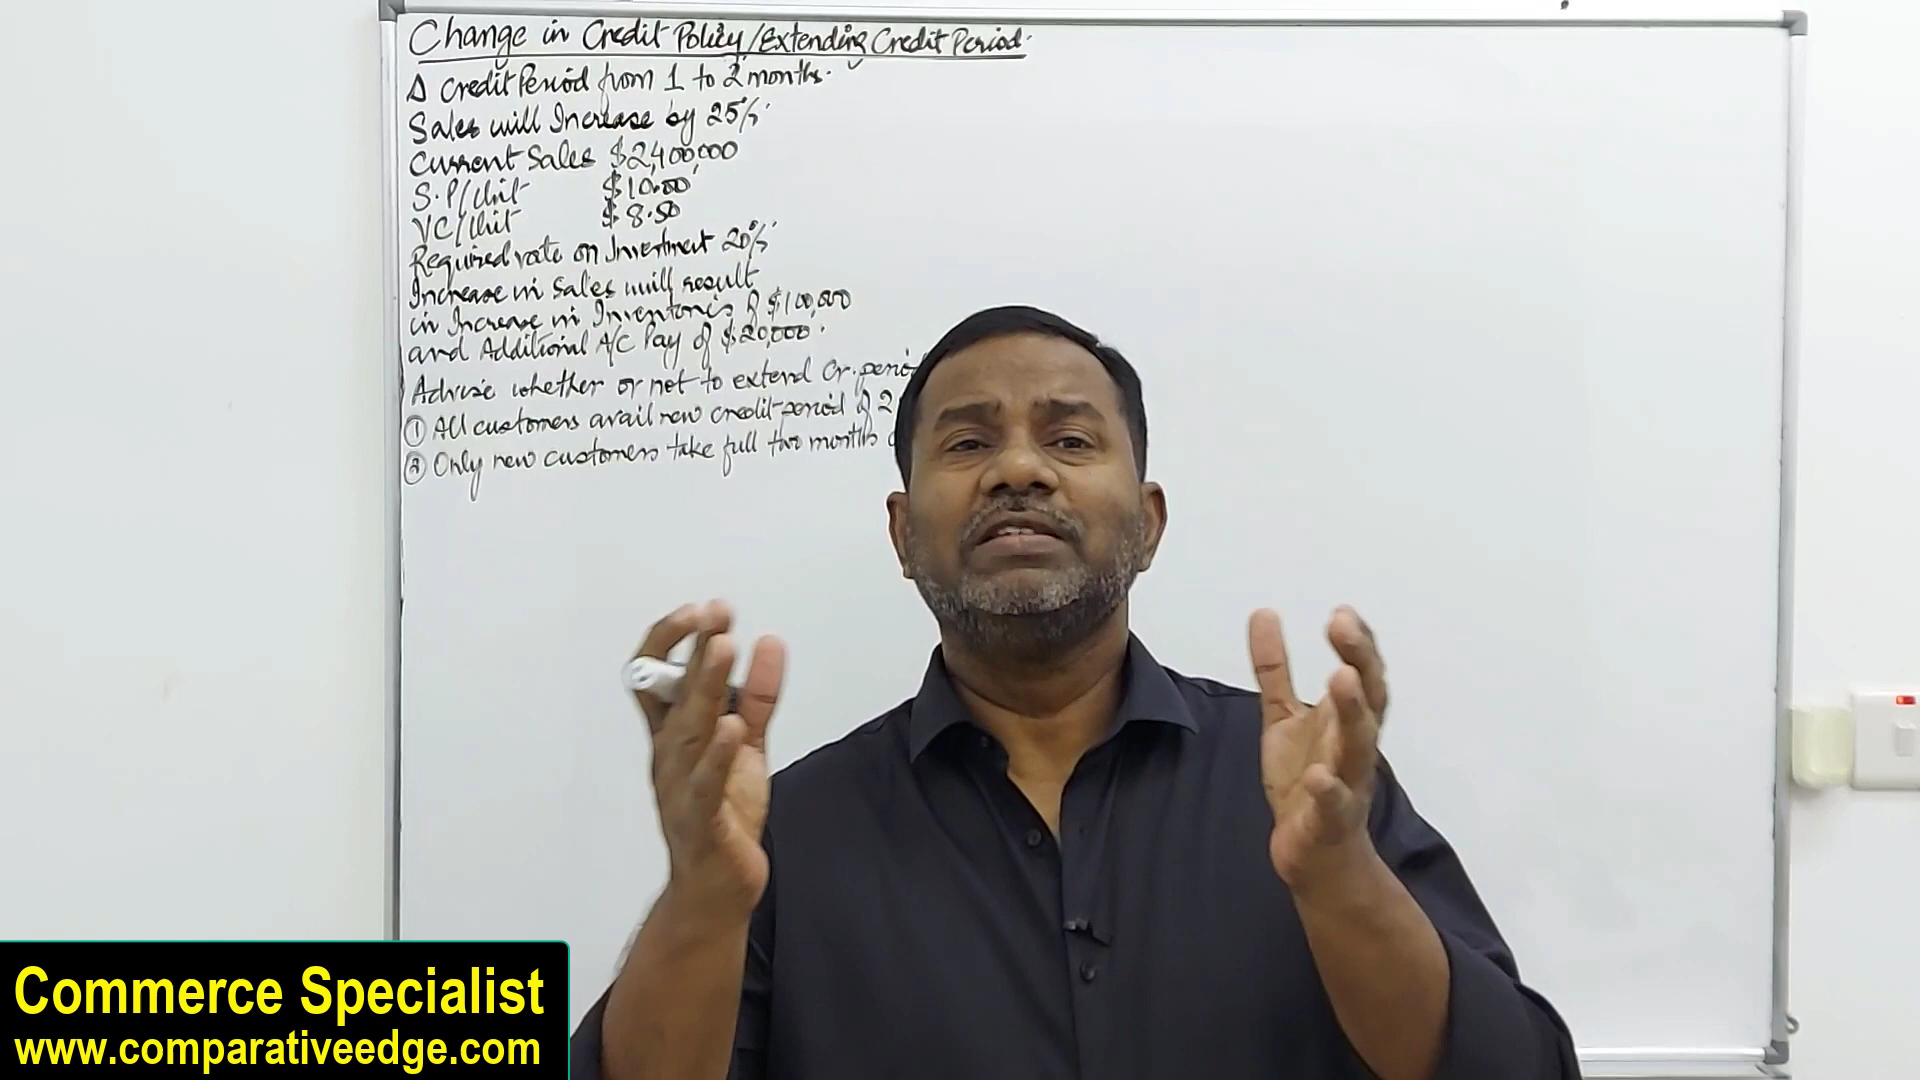 Change in Credit Policy/Extending Credit Period.
Δ Credit Period from 1 to 2 months.
Sales will Increase by 25%
Current Sales $2,400,000
S.P/Unit $10.00
VC/Unit $8.50
Required rate on Investment 20%
Increase in Sales will result
in Increase in Inventories of $100,000
and Additional A/C Pay of $20,000.
Advise whether or not to extend Cr. perio
① All customers avail new credit period of 2
② Only new customers take full two months
Commerce Specialist
www.comparativeedge.com